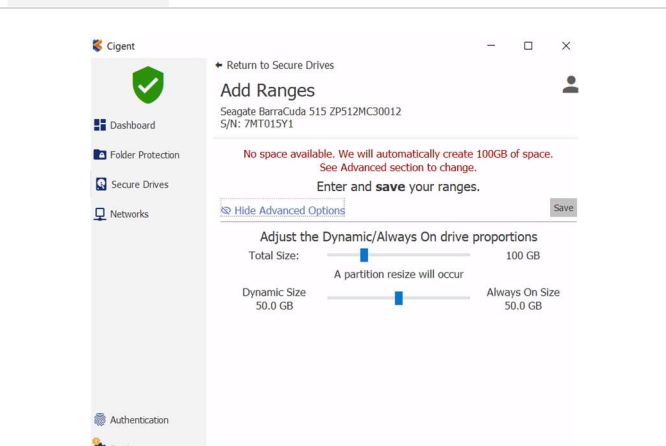 Cigent
Return to Secure Drives
Add Ranges
Seagate BarraCuda 515 ZP512MC30012
S/N: 7MT015Y1
Dashboard
Folder Protection
Secure Drives
Networks
No space available. We will automatically create 100GB of space.
See Advanced section to change.
Enter and save your ranges.
Hide Advanced Options
Save
Adjust the Dynamic/Always On drive proportions
Total Size:
100 GB
A partition resize will occur
Dynamic Size
50.0 GB
Always On Size
50.0 GB
Authentication